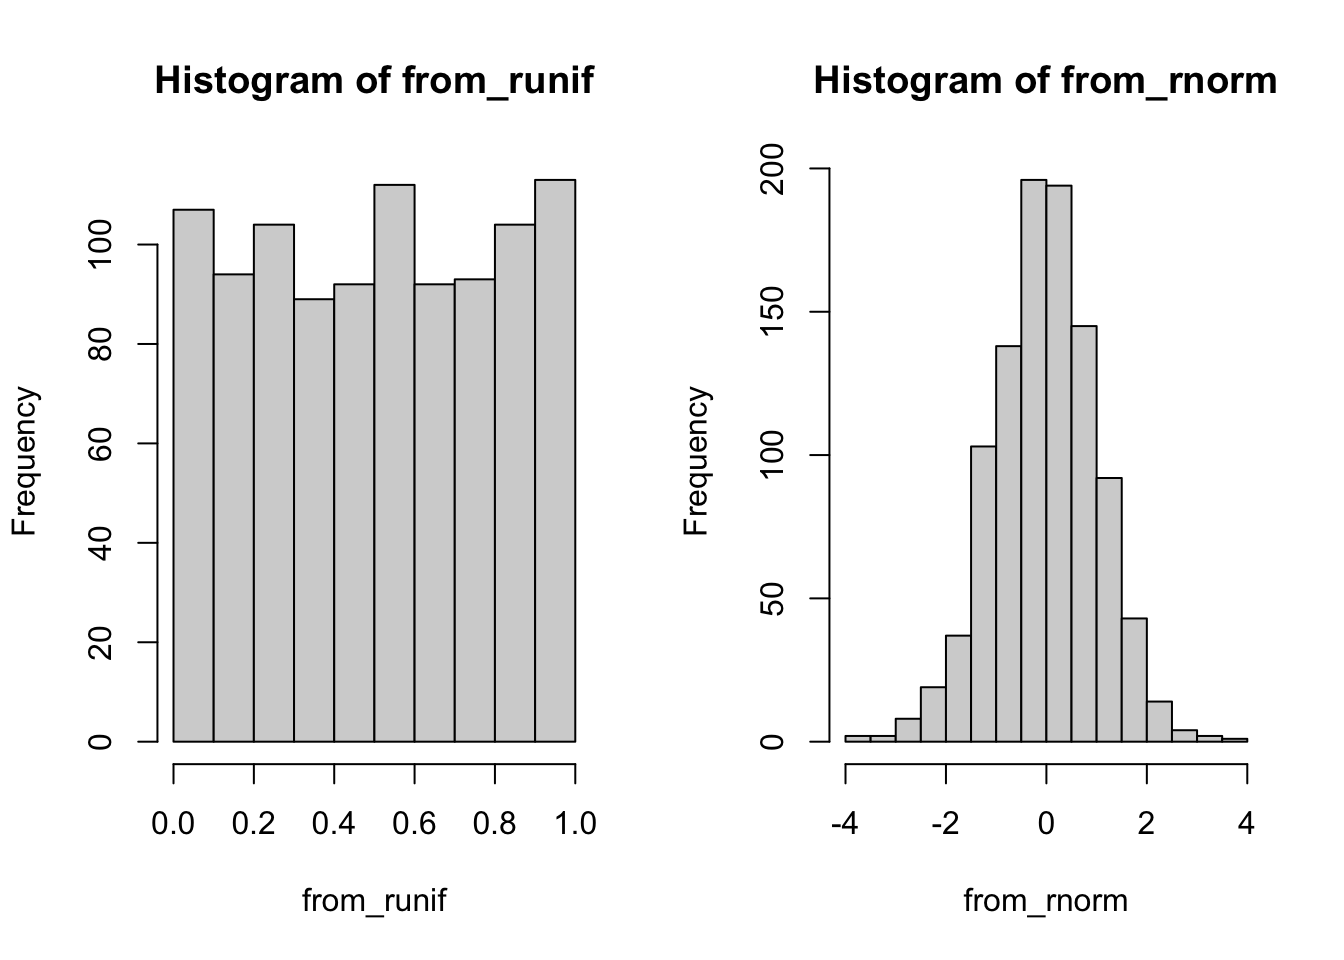 Histogram of from_runif
Frequency
0 20 40 60 80 100
0.0 0.2 0.4 0.6 0.8 1.0
from_runif
Histogram of from_rnorm
Frequency
0 50 100 150 200
-4 -2 0 2 4
from_rnorm